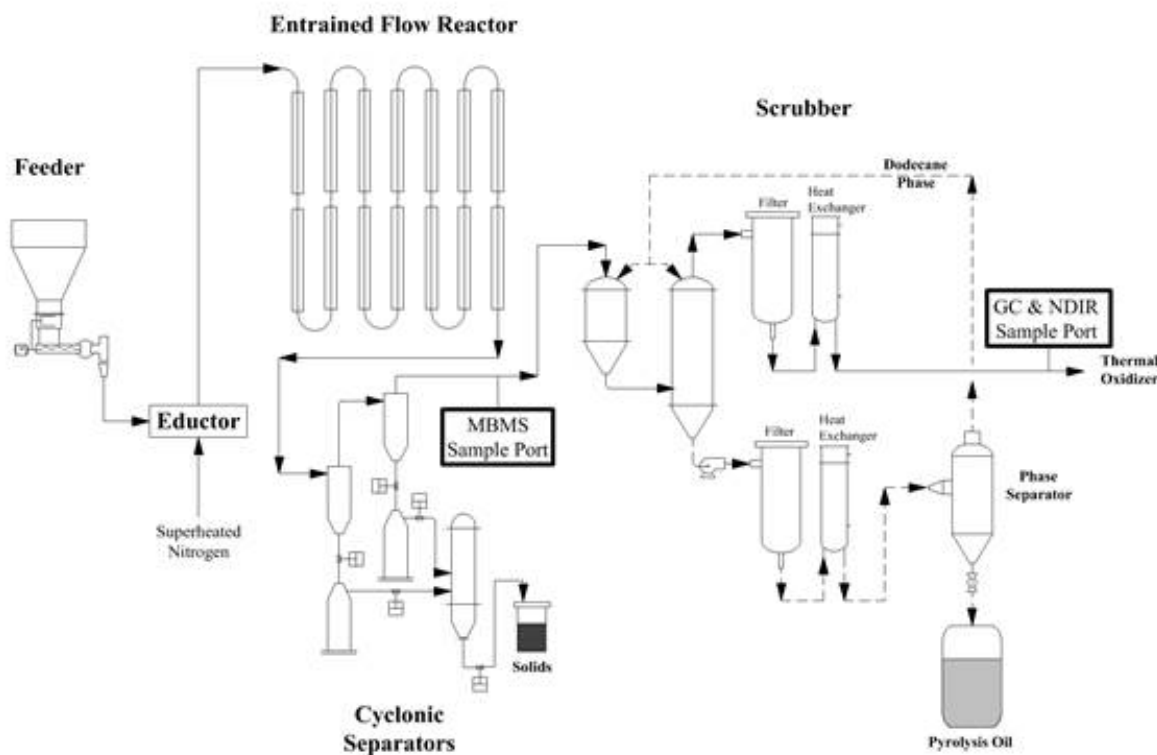 Entrained Flow Reactor
Scrubber
Feeder
Dodecane
Phase
Filter
Heat
Exchanger
GC & NDIR
Sample Port
Thermal
Oxidizer
Eductor
MBMS
Sample Port
Filter
Heat
Exchanger
Phase
Separator
Superheated
Nitrogen
Solids
Cyclonic
Separators
Pyrolysis Oil